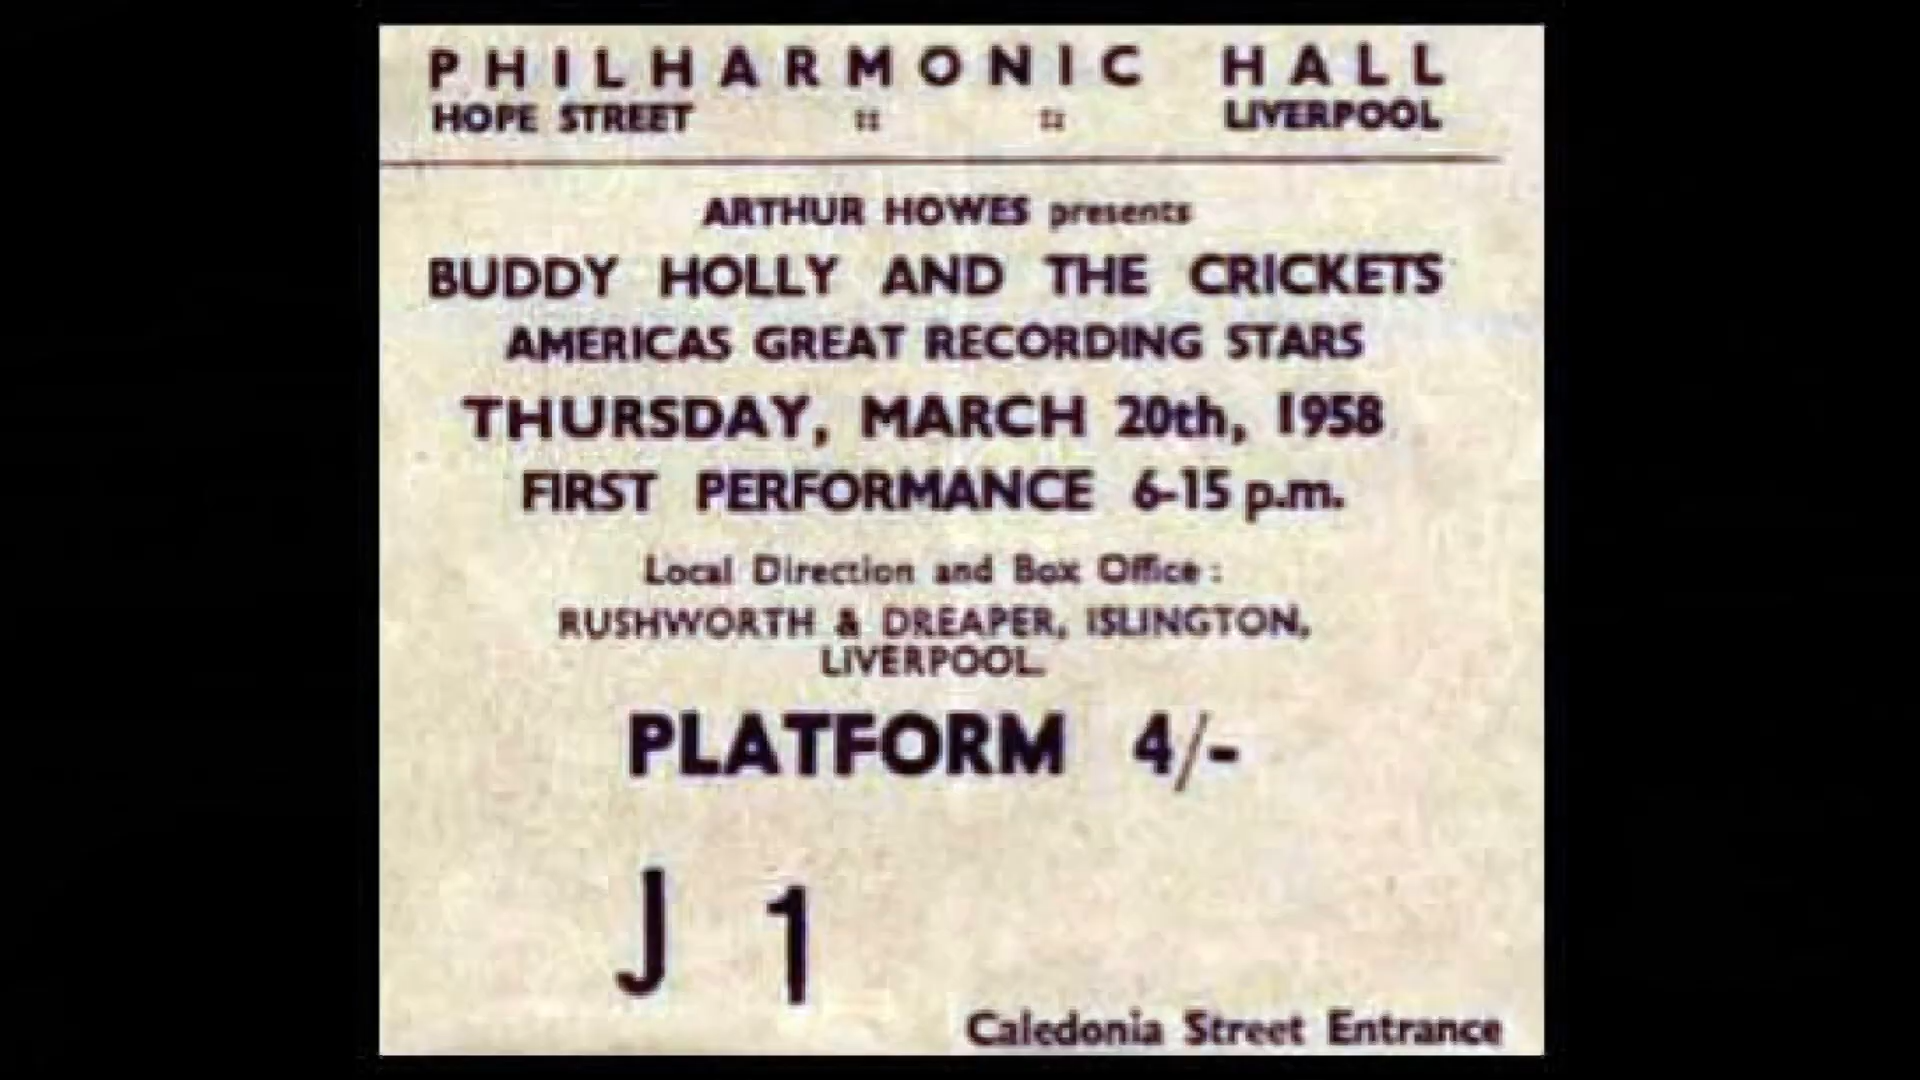 PHILHARMONIC HALL
HOPE STREET :: :: LIVERPOOL
ARTHUR HOWES presents
BUDDY HOLLY AND THE CRICKETS
AMERICAS GREAT RECORDING STARS
THURSDAY, MARCH 20th, 1958
FIRST PERFORMANCE 6-15 p.m.
Local Direction and Box Office :
RUSHWORTH & DREAPER, ISLINGTON,
LIVERPOOL.
PLATFORM 4/-
J 1
Caledonia Street Entrance